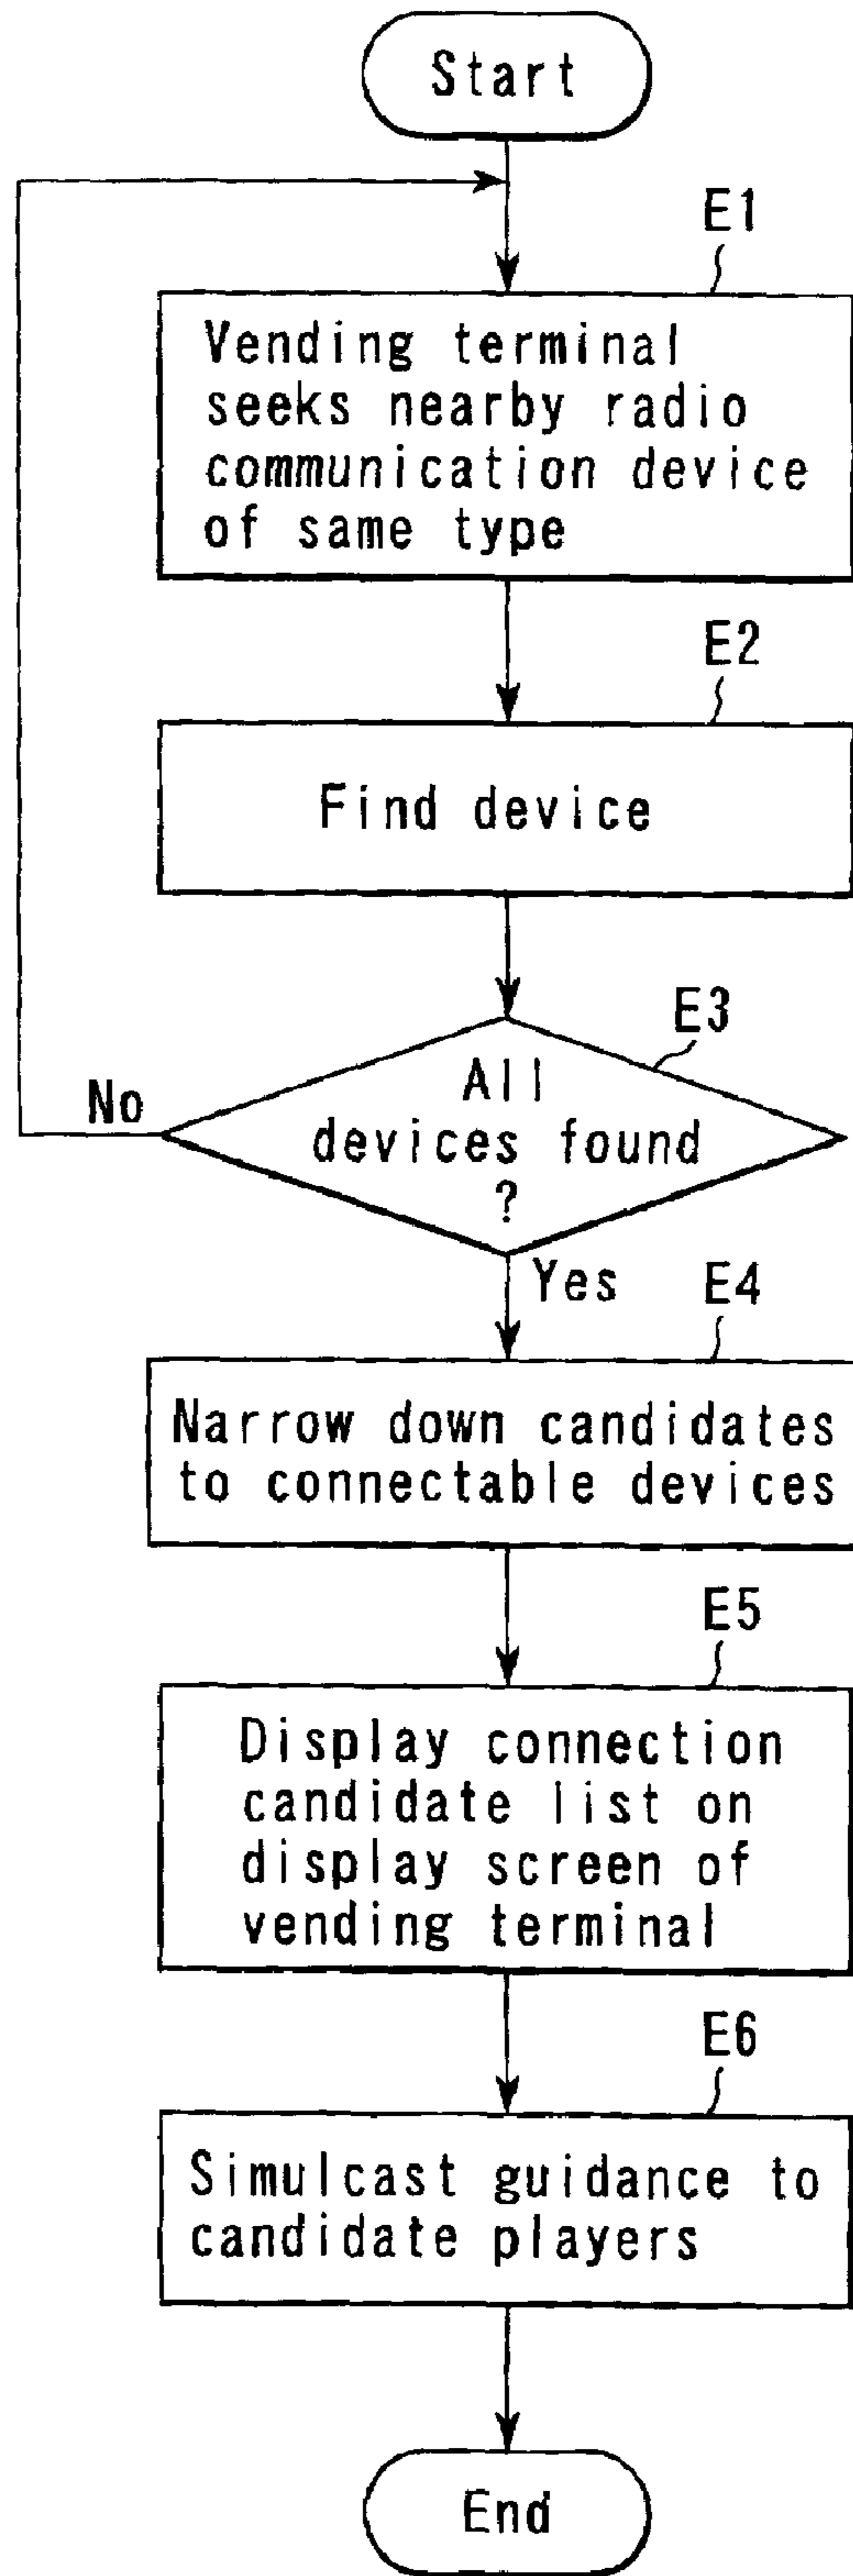 Start
E1
Vending terminal
seeks nearby radio
communication device
of same type
E2
Find device
E3
All
devices found
?
No
Yes
E4
Narrow down candidates
to connectable devices
E5
Display connection
candidate list on
display screen of
vending terminal
E6
Simulcast guidance to
candidate players
End